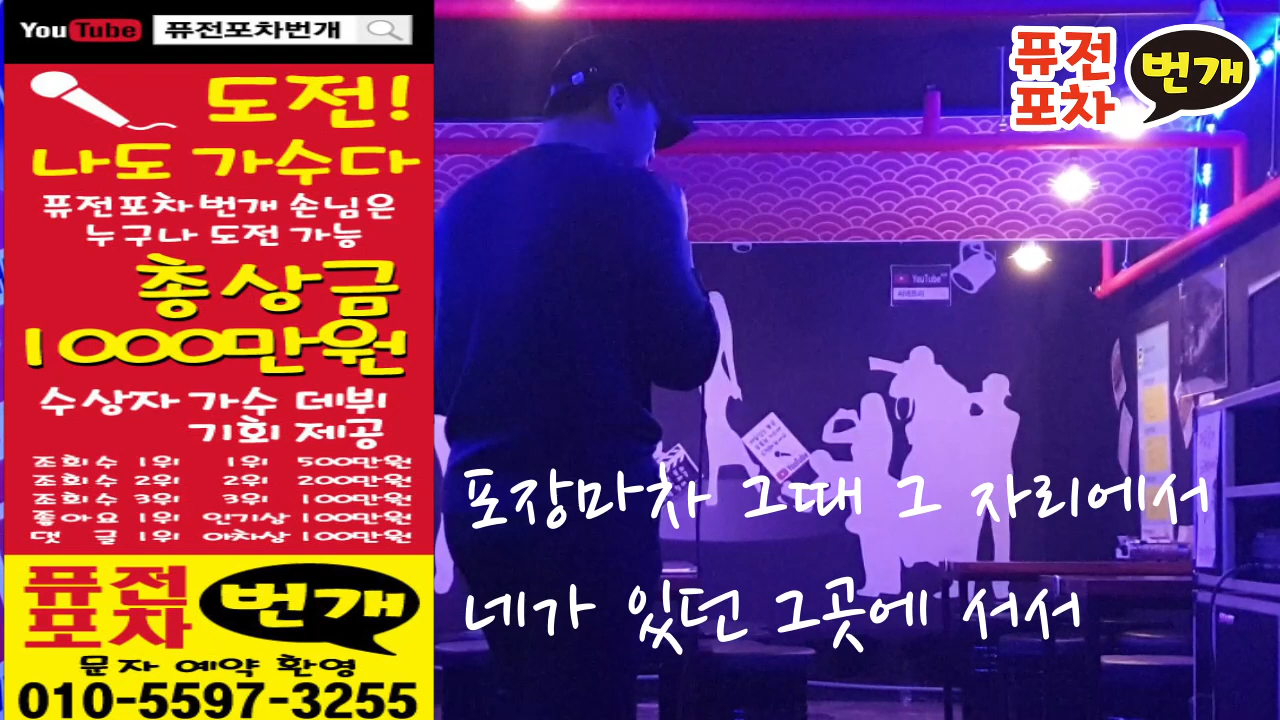 YouTube 퓨전포차번개
도전!
나도 가수다
퓨전포차번개 손님은
누구나 도전 가능
총상금
1000만원
수상자 가수 데뷔
기회 제공
조회수 1위 1위 500만원
조회수 2위 2위 200만원
조회수 3위 3위 100만원
좋아요 1위 인기상 100만원
댓글 1위 아차상 100만원
퓨전
포차
번개
문자 예약 환영
010-5597-3255
퓨전
포차
번개
YouTube
포장마차 그때 그 자리에서
네가 있던 그곳에 서서
YouTube